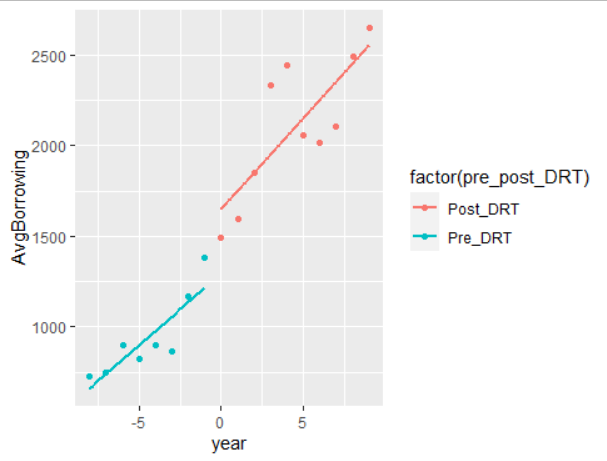 2500
2000
1500
1000
AvgBorrowing
-5
0
5
year
factor(pre_post_DRT)
Post_DRT
Pre_DRT